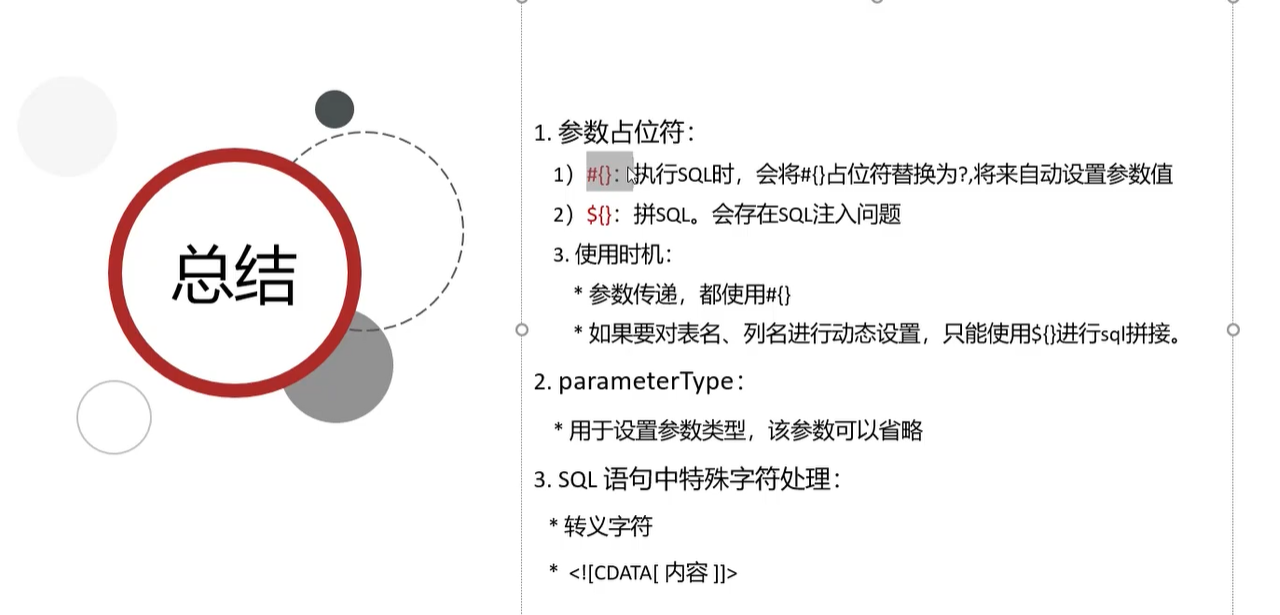 总结
1. 参数占位符：
1）#{}：执行SQL时，会将#{}占位符替换为?,将来自动设置参数值
2）${}：拼SQL。会存在SQL注入问题
3. 使用时机：
* 参数传递，都使用#{}
* 如果要对表名、列名进行动态设置，只能使用${}进行sql拼接。
2. parameterType：
* 用于设置参数类型，该参数可以省略
3. SQL 语句中特殊字符处理：
* 转义字符
* <![CDATA[ 内容 ]]>